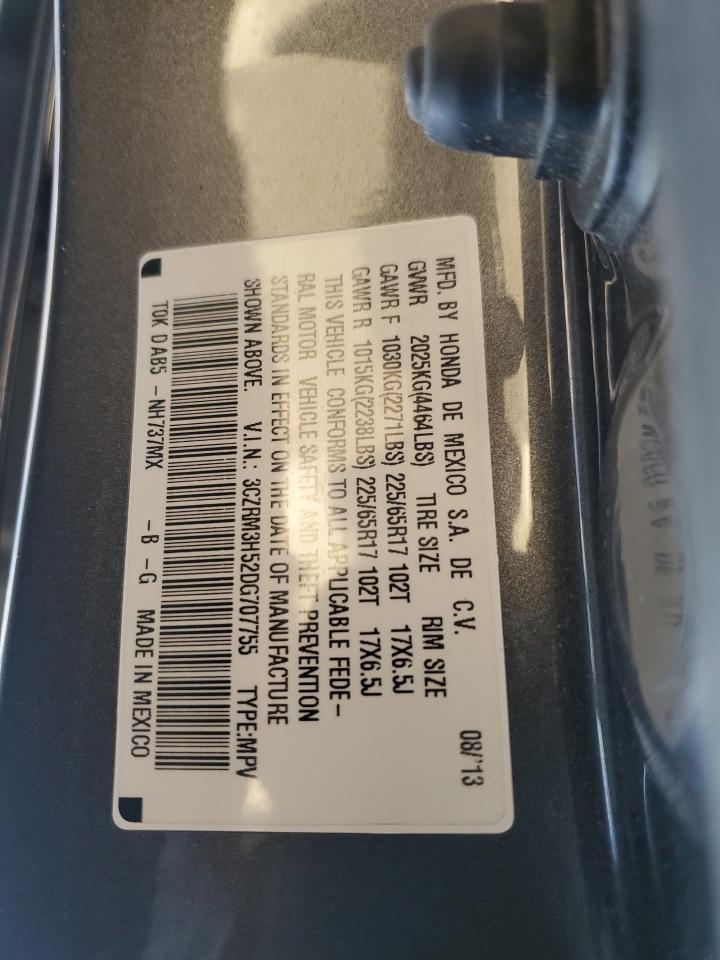 MFD. BY HONDA DE MEXICO S.A. DE C.V. 08/'13
GVWR 2025KG(4464LBS) TIRE SIZE RIM SIZE
GAWR F 1030KG(2271LBS) 225/65R17 102T 17X6.5J
GAWR R 1015KG(2238LBS) 225/65R17 102T 17X6.5J
THIS VEHICLE CONFORMS TO ALL APPLICABLE FEDE-
RAL MOTOR VEHICLE SAFETY AND THEFT PREVENTION
STANDARDS IN EFFECT ON THE DATE OF MANUFACTURE
SHOWN ABOVE. V.I.N.: 3CZRM3H52DG707755 TYPE:MPV
TOK DAB5 -NH737MX -B -G MADE IN MEXICO